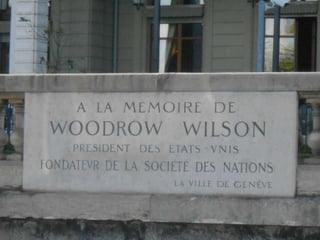 A LA MEMOIRE DE
WOODROW WILSON
PRESIDENT DES ETATS VNIS
FONDATEVR DE LA SOCIÉTÉ DES NATIONS
LA VILLE DE GENÈVE